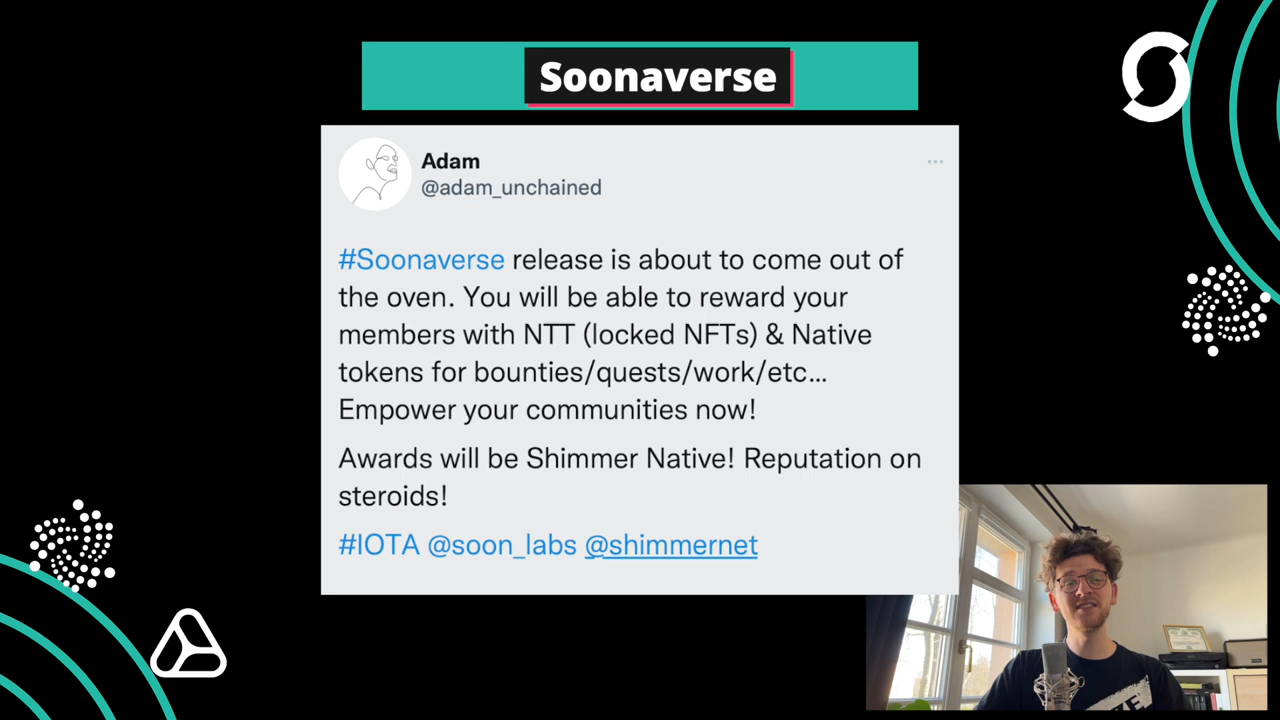 Soonaverse
Adam
@adam_unchained
#Soonaverse release is about to come out of
the oven. You will be able to reward your
members with NTT (locked NFTs) & Native
tokens for bounties/quests/work/etc...
Empower your communities now!
Awards will be Shimmer Native! Reputation on
steroids!
#IOTA @soon_labs @shimmernet